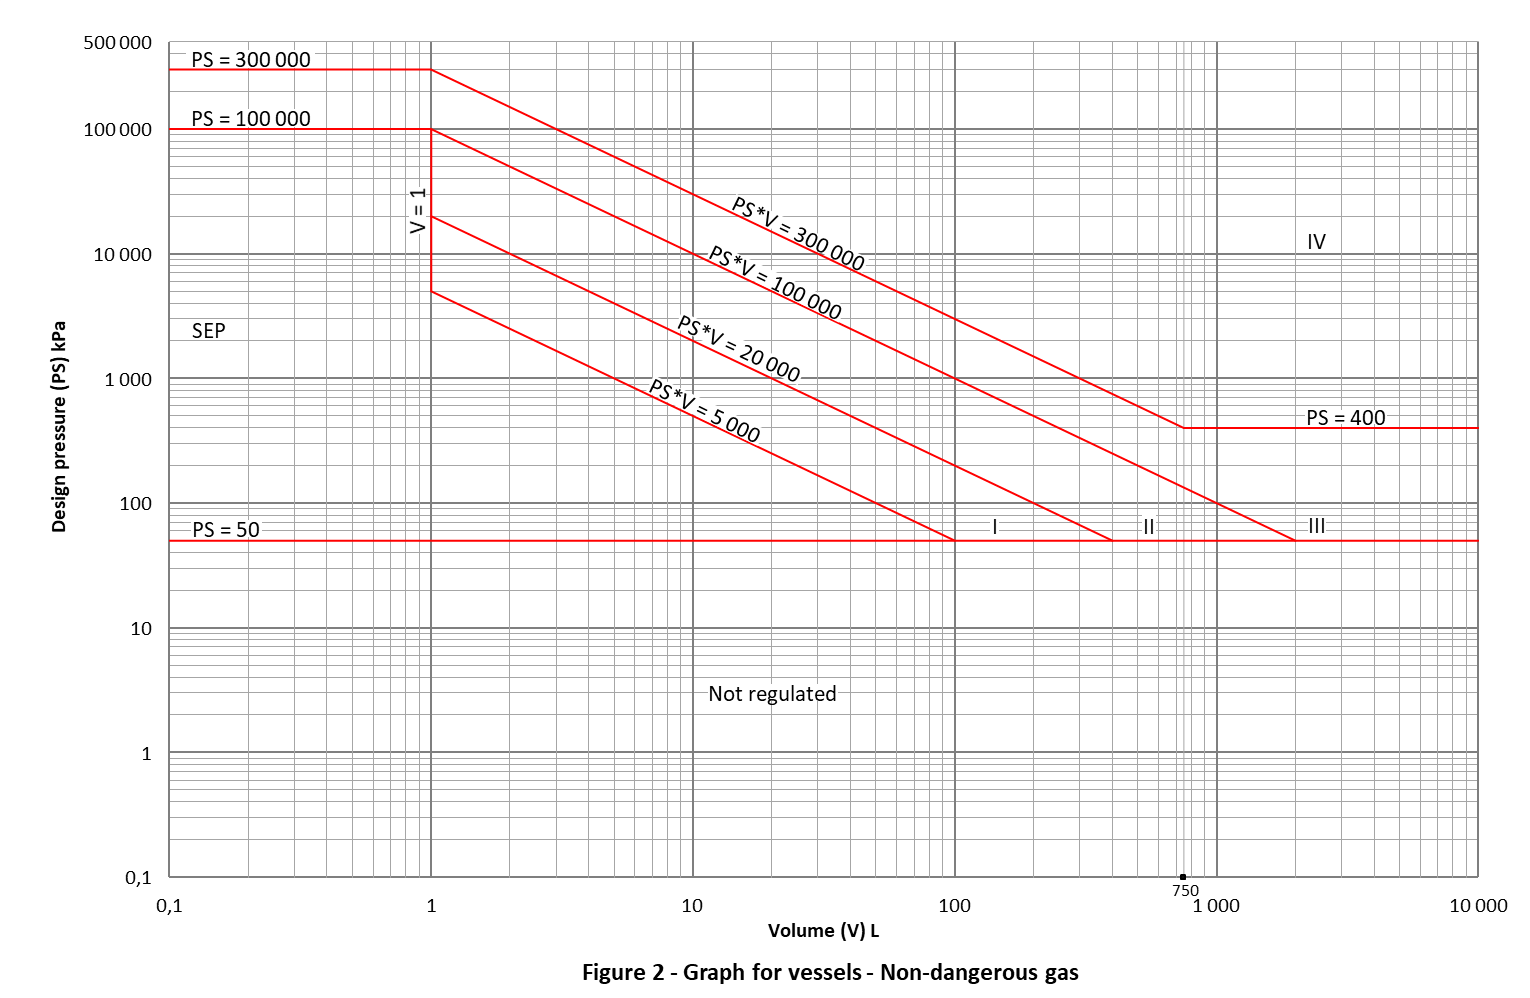 500 000
PS = 300 000
PS = 100 000
100 000
V = 1
PS*V = 300 000
IV
10 000
PS*V = 100 000
SEP
PS*V = 20 000
Design pressure (PS) kPa
1 000
PS*V = 5 000
PS = 400
100
PS = 50
I
II
III
10
Not regulated
1
0,1
750
0,1
1
10
100
1 000
10 000
Volume (V) L
Figure 2 - Graph for vessels - Non-dangerous gas